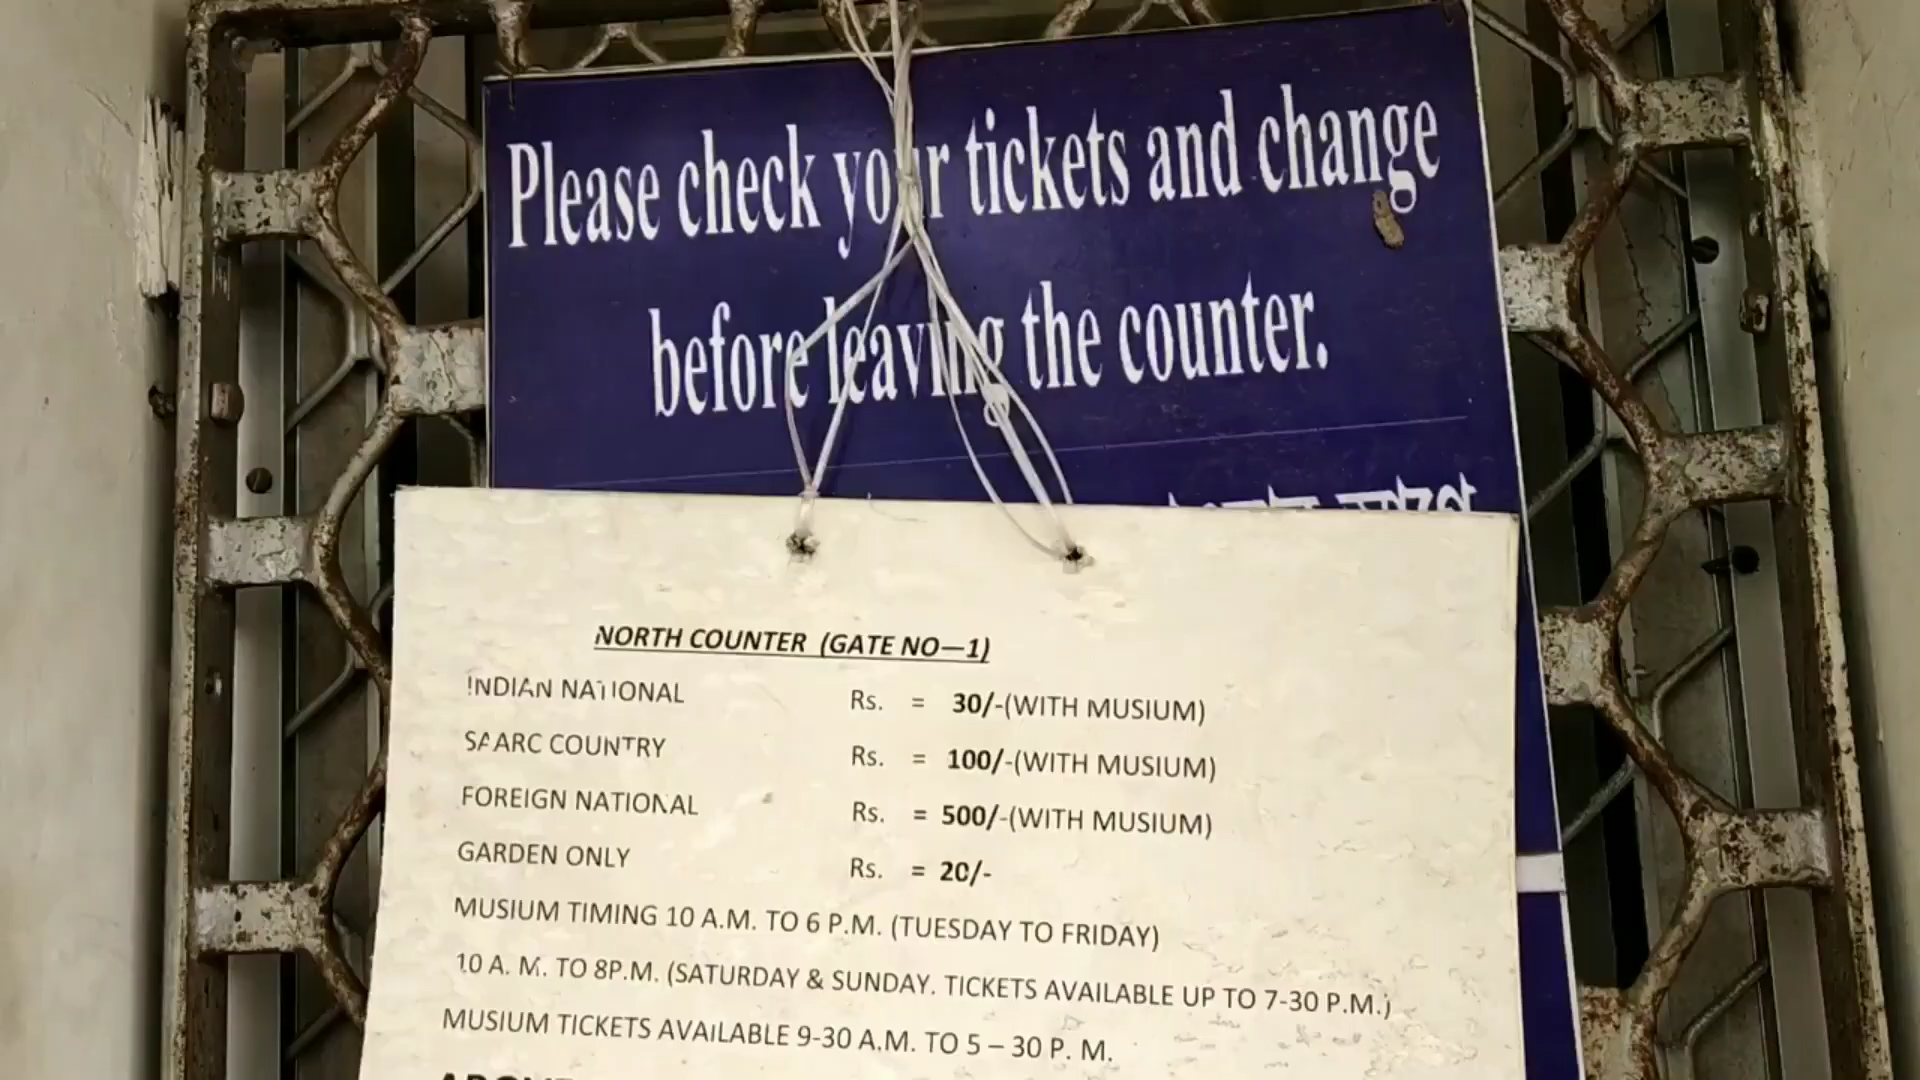 Please check your tickets and change
before leaving the counter.
NORTH COUNTER (GATE NO—1)
INDIAN NATIONAL Rs. = 30/-(WITH MUSIUM)
SAARC COUNTRY Rs. = 100/-(WITH MUSIUM)
FOREIGN NATIONAL Rs. = 500/-(WITH MUSIUM)
GARDEN ONLY Rs. = 20/-
MUSIUM TIMING 10 A.M. TO 6 P.M. (TUESDAY TO FRIDAY)
10 A. M. TO 8P.M. (SATURDAY & SUNDAY. TICKETS AVAILABLE UP TO 7-30 P.M.)
MUSIUM TICKETS AVAILABLE 9-30 A.M. TO 5 – 30 P. M.